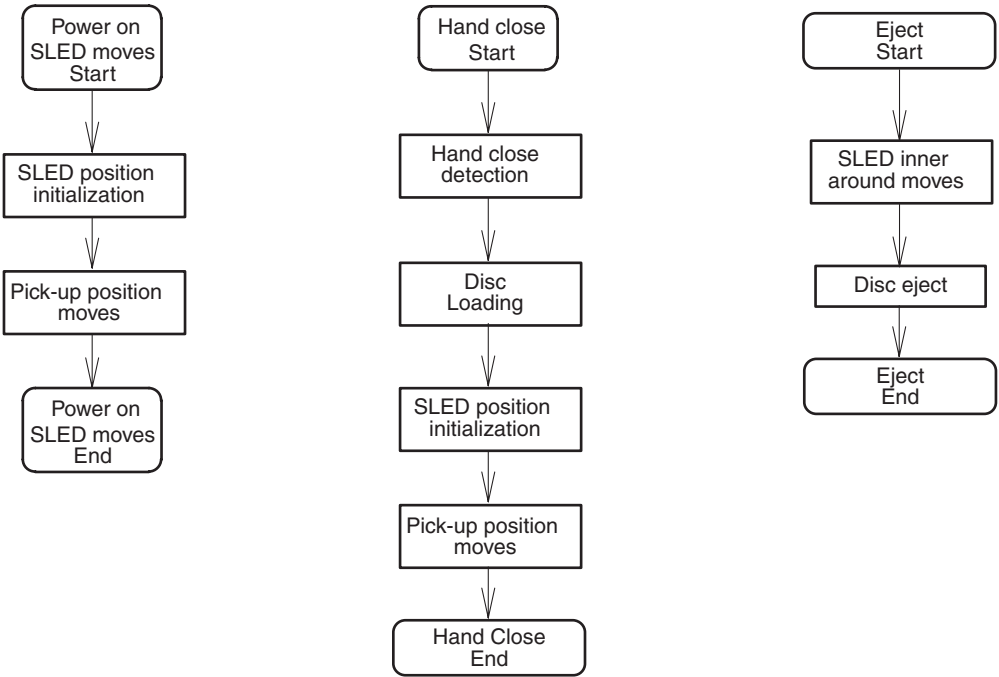 Power on
SLED moves
Start
SLED position
initialization
Pick-up position
moves
Power on
SLED moves
End
Hand close
Start
Hand close
detection
Disc
Loading
SLED position
initialization
Pick-up position
moves
Hand Close
End
Eject
Start
SLED inner
around moves
Disc eject
Eject
End